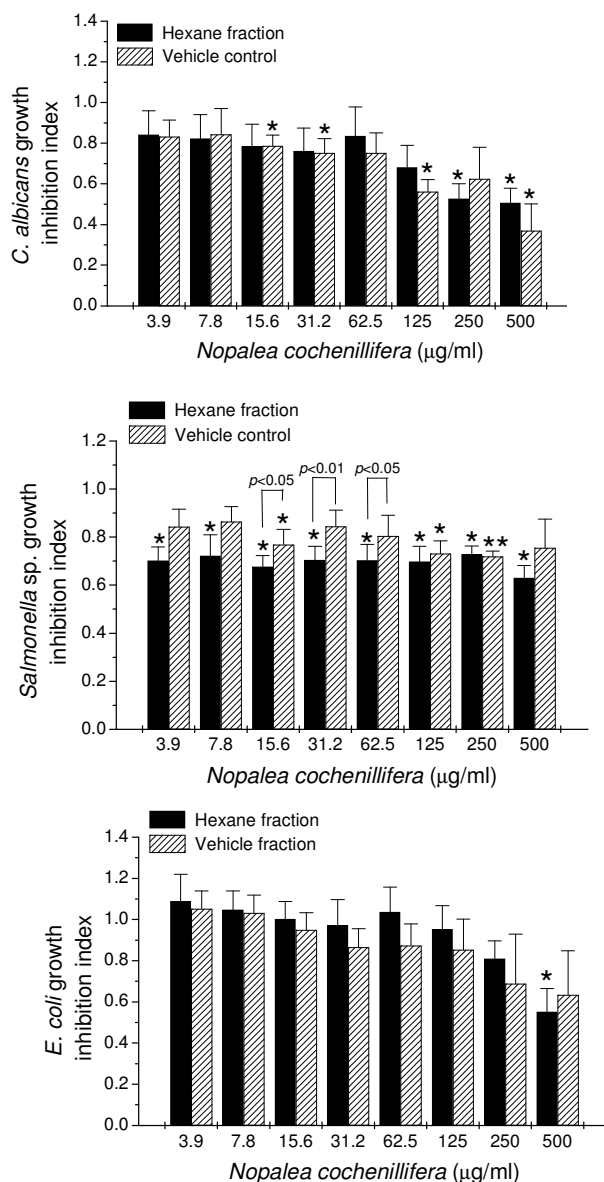 Hexane fraction
Vehicle control
C. albicans growth
inhibition index
1.4
1.2
1.0
0.8
0.6
0.4
0.2
0.0
* * * * * *
3.9 7.8 15.6 31.2 62.5 125 250 500
Nopalea cochenillifera (μg/ml)
Hexane fraction
Vehicle control
Salmonella sp. growth
inhibition index
1.2
1.0
0.8
0.6
0.4
0.2
0.0
p<0.05 p<0.01 p<0.05
* * * * * * * * * ** *
3.9 7.8 15.6 31.2 62.5 125 250 500
Nopalea cochenillifera (μg/ml)
Hexane fraction
Vehicle fraction
E. coli growth
inhibition index
1.4
1.2
1.0
0.8
0.6
0.4
0.2
0.0
*
3.9 7.8 15.6 31.2 62.5 125 250 500
Nopalea cochenillifera (μg/ml)